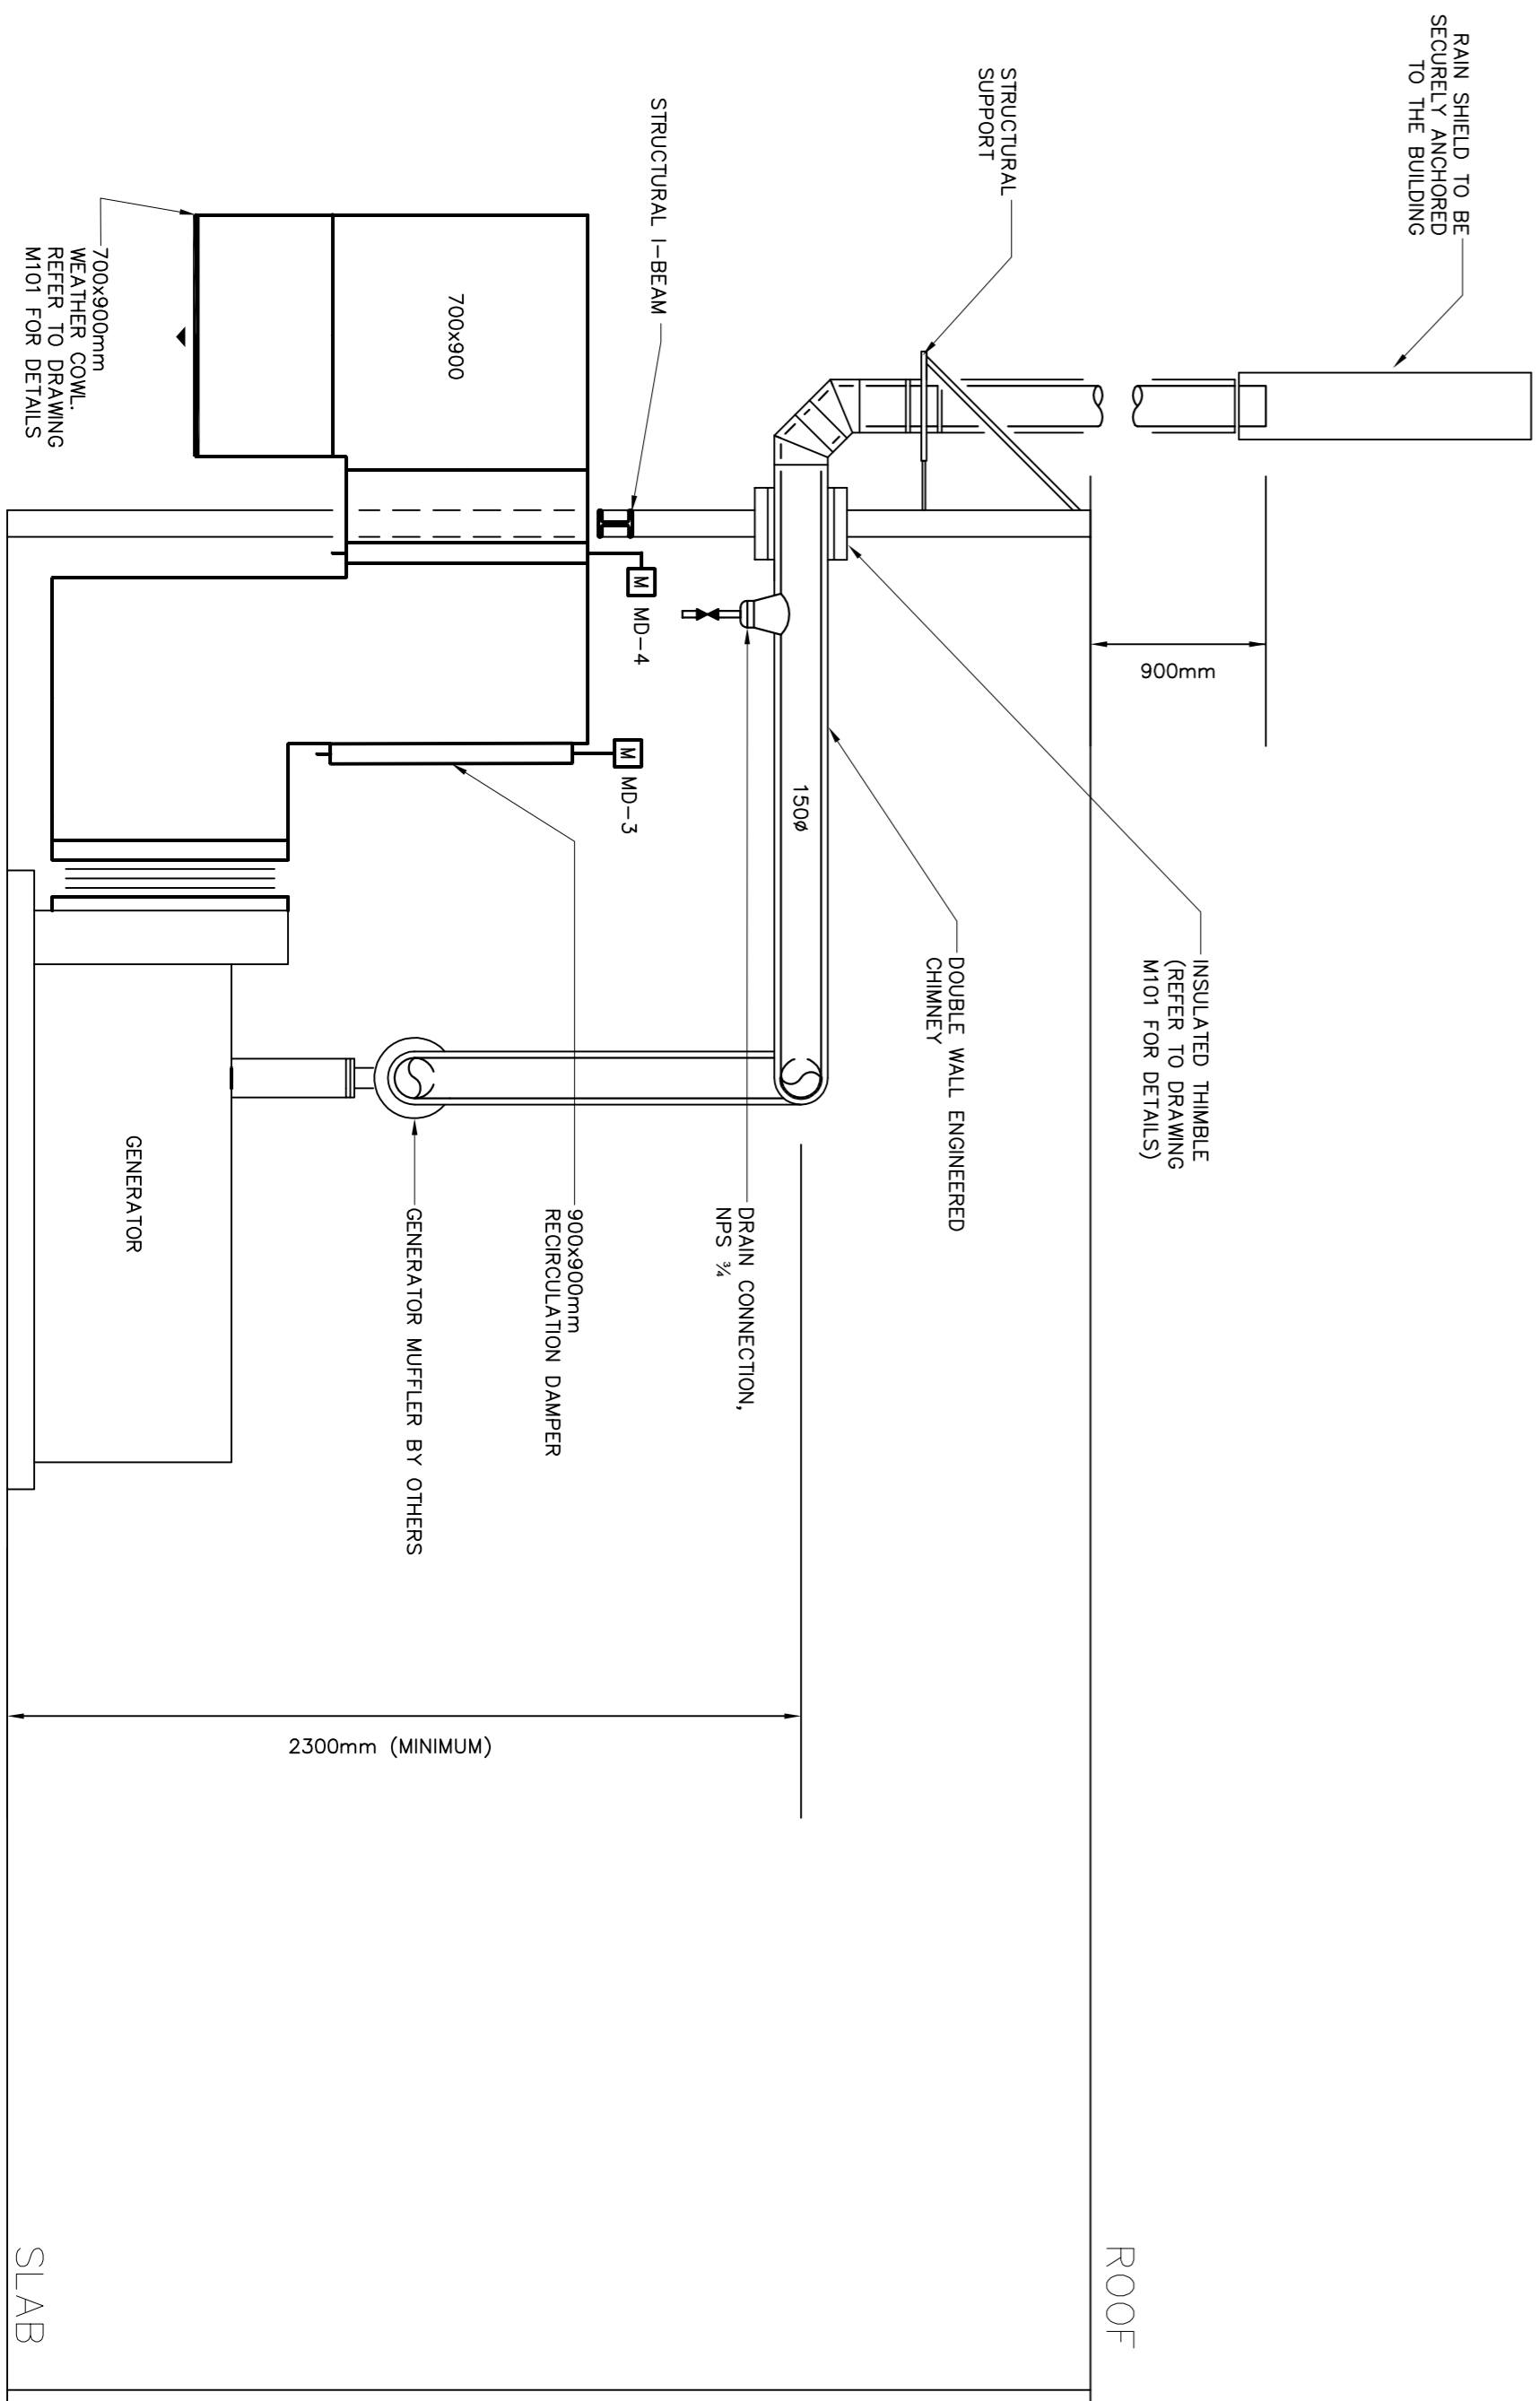 RAIN SHIELD TO BE
SECURELY ANCHORED
TO THE BUILDING
900mm
ROOF
STRUCTURAL
SUPPORT
INSULATED THIMBLE
(REFER TO DRAWING
M101 FOR DETAILS)
DOUBLE WALL ENGINEERED
CHIMNEY
150ø
STRUCTURAL I-BEAM
DRAIN CONNECTION,
NPS ¾
M
MD-4
M
MD-3
700x900
900x900mm
RECIRCULATION DAMPER
GENERATOR MUFFLER BY OTHERS
2300mm (MINIMUM)
700x900mm
WEATHER COWL.
REFER TO DRAWING
M101 FOR DETAILS
GENERATOR
SLAB